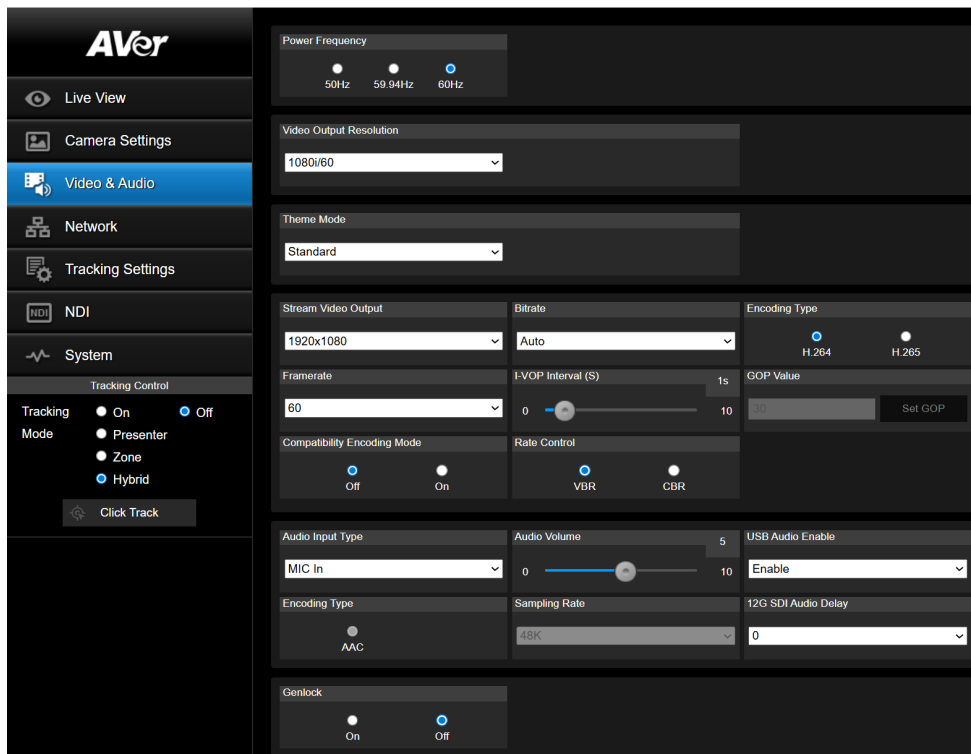 AVer
Live View
Camera Settings
Video & Audio
Network
Tracking Settings
NDI NDI
System
Tracking Control
Tracking On Off
Mode Presenter
Zone
Hybrid
Click Track
Power Frequency
50Hz 59.94Hz 60Hz
Video Output Resolution
1080i/60
Theme Mode
Standard
Stream Video Output Bitrate Encoding Type
1920x1080 Auto H.264 H.265
Framerate I-VOP Interval (S) 1s GOP Value
60 0 10 30 Set GOP
Compatibility Encoding Mode Rate Control
Off On VBR CBR
Audio Input Type Audio Volume 5 USB Audio Enable
MIC In 0 10 Enable
Encoding Type Sampling Rate 12G SDI Audio Delay
AAC 48K 0
Genlock
On Off